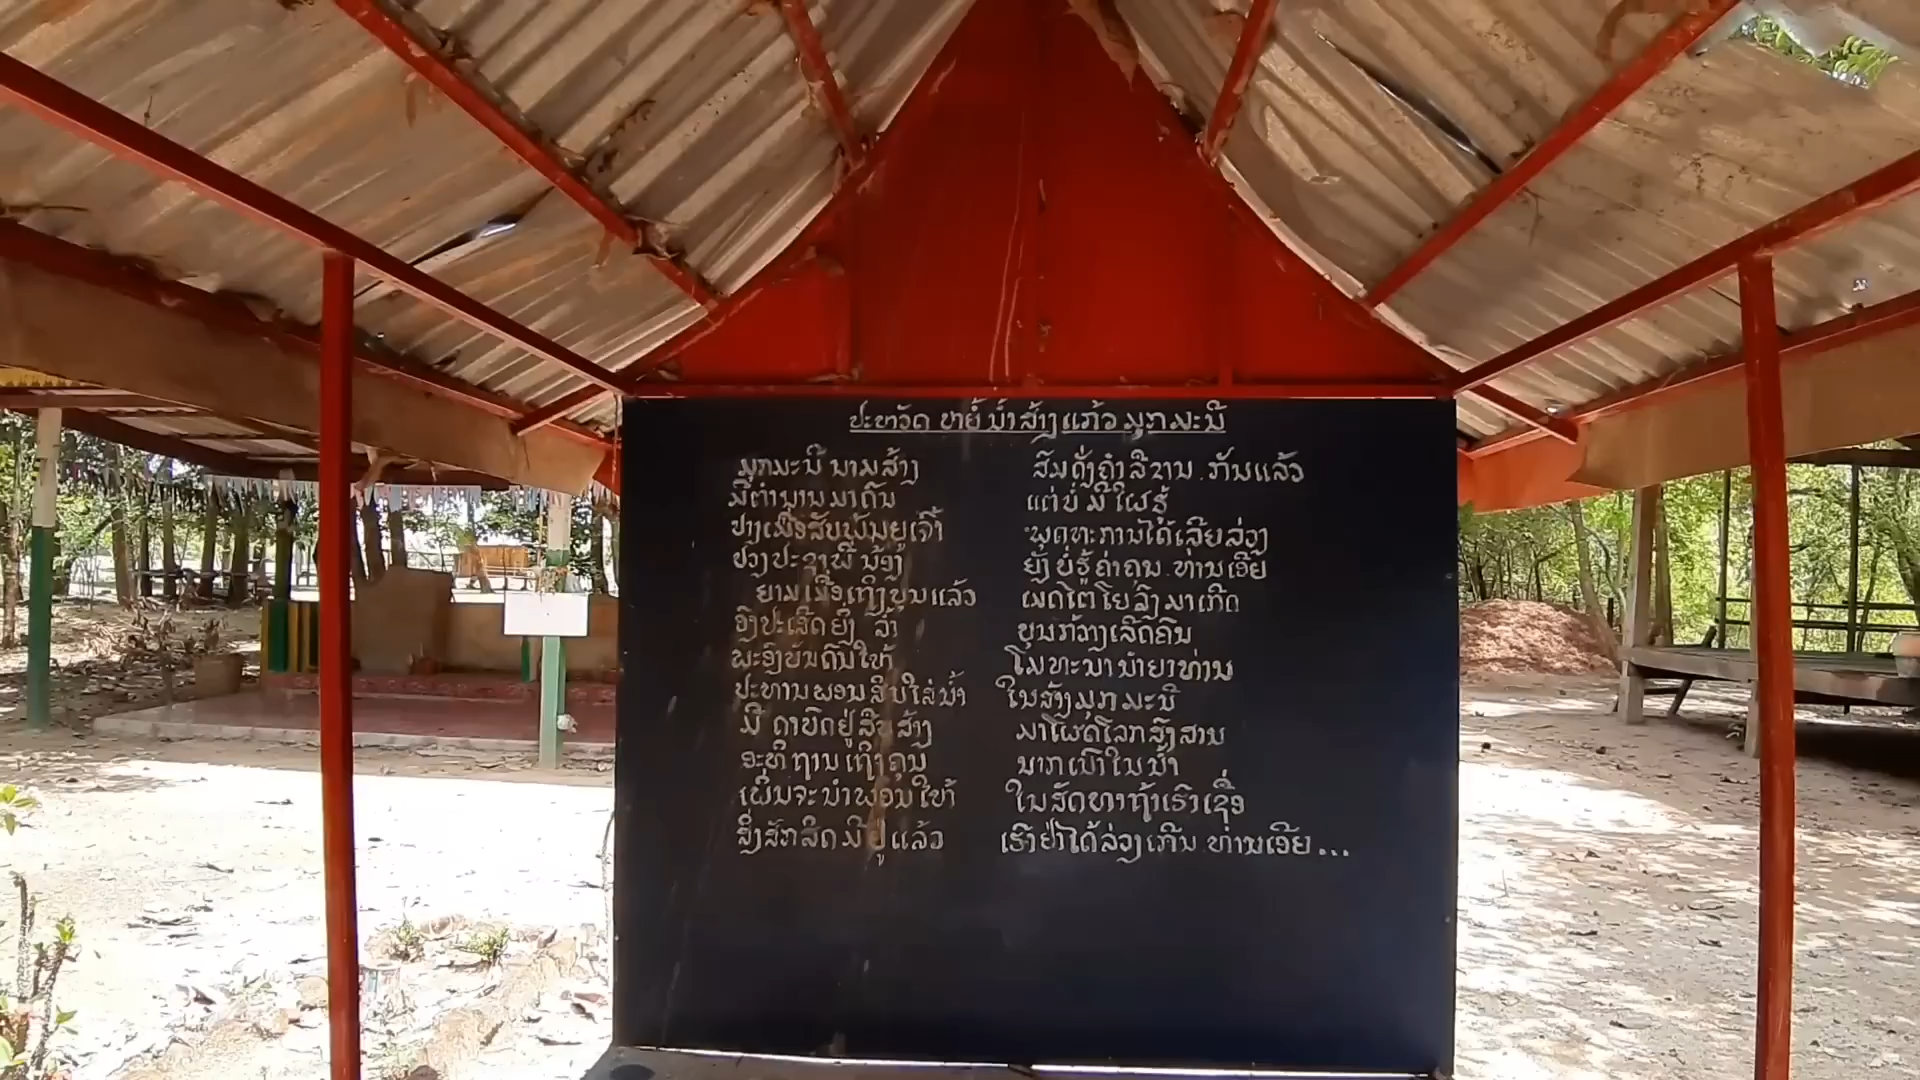 ປະຫວັດ ຫຍໍ້ ນ້ຳສ້າງແກ້ວ ມຸກມະນີ
ມຸກມະນີ ນາມສ້າງ
ມີຕຳນານມາດົນ
ປາງເມື່ອສັບພັນຍູເຈົ້າ
ປວງປະຊາພີ່ນ້ອງ
ຍາມເມື່ອເຖິງບຸນແລ້ວ
ອົງປະເສີດຍິ່ງ ລ້ຳ
ພະອົງບັນດົນໃຫ້
ປະທານພອນສິນໃສ່ນ້ຳ
ມີ ດາບົດຢູ່ສືບສ້າງ
ອະທິຖານເຖິງຄຸນ
ເພິ່ນຈະນຳພອນໃຫ້
ສິ່ງສັກສິດມີຢູ່ແລ້ວ
ສົມດັ່ງຄຳລືຂານ ກັນແລ້ວ
ແຕ່ບໍ່ ມີໃຜຮູ້
ພຸດທະການໄດ້ເລີຍລ່ວງ
ຍັງບໍ່ຮູ້ຄ່າຄົນ ທ່ານເອີຍ
ເມດໂຕໂຍລົງມາເກີດ
ບຸນກວ້າງເລີດຄົນ
ໂມທະນານຳຍາທ່ານ
ໃນສ້າງມຸກມະນີ
ມາໂຜດໂລກສົງສານ
ນາກເນົາໃນນ້ຳ
ໃນສັດທາຖ້າເຮົາເຊື່ອ
ເຮົາຢ່າໄດ້ລ່ວງເກີນ ທ່ານເອີຍ...